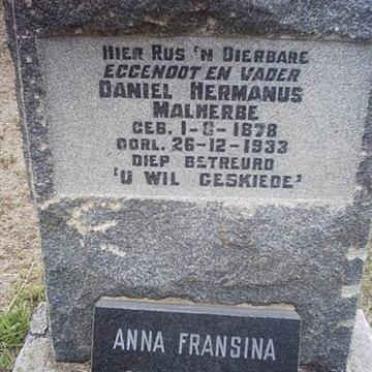 HIER RUS 'N DIERBARE
EGGENOOT EN VADER
DANIEL HERMANUS
MALHERBE
GEB. 1-8-1878
OORL. 26-12-1933
DIEP BETREURD
'U WIL GESKIEDE'
ANNA FRANSINA